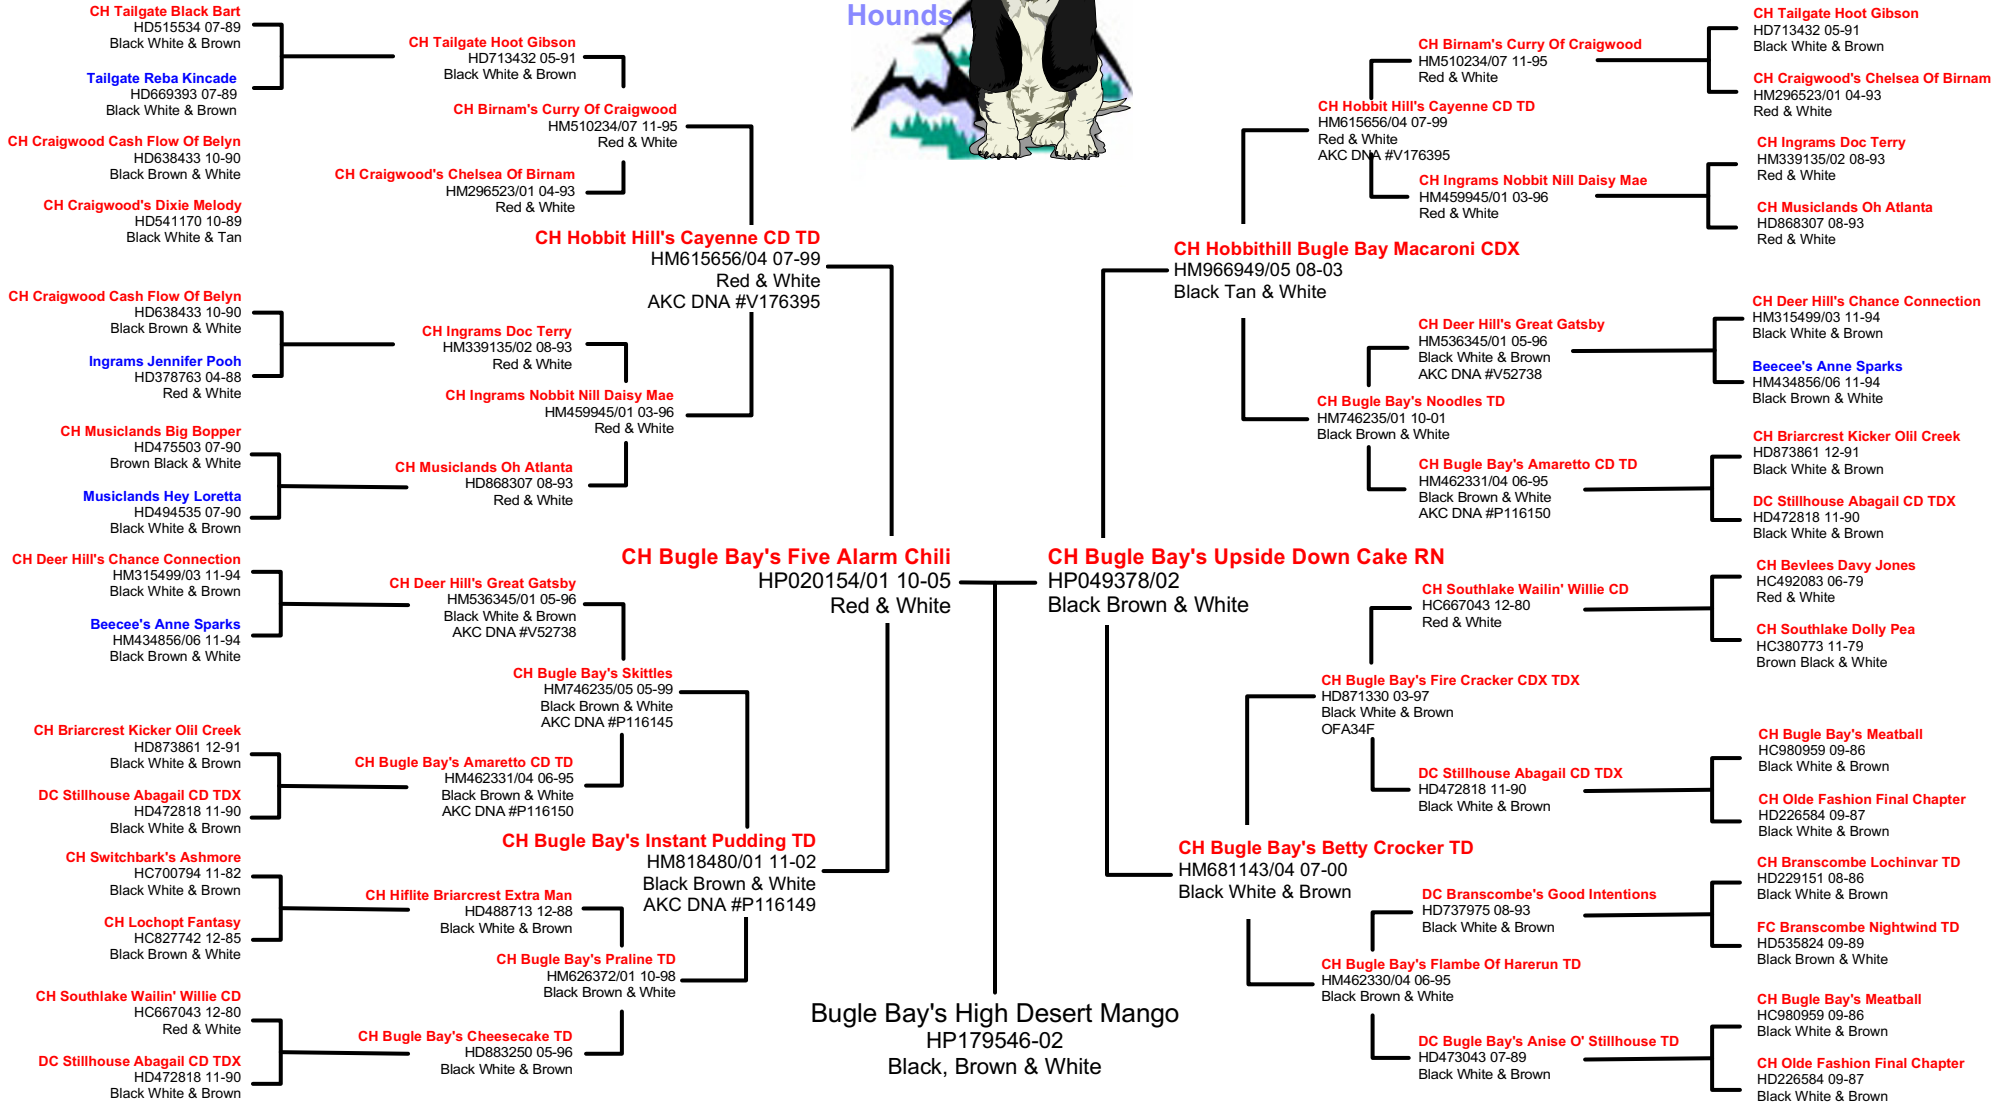 Hounds
CH Tailgate Black Bart
HD515534 07-89
Black White & Brown
Tailgate Reba Kincade
HD669393 07-89
Black White & Brown
CH Craigwood Cash Flow Of Belyn
HD638433 10-90
Black Brown & White
CH Craigwood's Dixie Melody
HD541170 10-89
Black White & Tan
CH Craigwood Cash Flow Of Belyn
HD638433 10-90
Black Brown & White
Ingrams Jennifer Pooh
HD378763 04-88
Red & White
CH Musiclands Big Bopper
HD475503 07-90
Brown Black & White
Musiclands Hey Loretta
HD494535 07-90
Black White & Brown
CH Deer Hill's Chance Connection
HM315499/03 11-94
Black White & Brown
Beecee's Anne Sparks
HM434856/06 11-94
Black Brown & White
CH Briarcrest Kicker Olil Creek
HD873861 12-91
Black White & Brown
DC Stillhouse Abagail CD TDX
HD472818 11-90
Black White & Brown
CH Switchbark's Ashmore
HC700794 11-82
Black White & Brown
CH Lochopt Fantasy
HC827742 12-85
Black Brown & White
CH Southlake Wailin' Willie CD
HC667043 12-80
Red & White
DC Stillhouse Abagail CD TDX
HD472818 11-90
Black White & Brown
CH Tailgate Hoot Gibson
HD713432 05-91
Black White & Brown
CH Craigwood's Chelsea Of Birnam
HM296523/01 04-93
Red & White
CH Ingrams Doc Terry
HM339135/02 08-93
Red & White
CH Musiclands Oh Atlanta
HD868307 08-93
Red & White
CH Deer Hill's Great Gatsby
HM536345/01 05-96
Black White & Brown
AKC DNA #V52738
CH Bugle Bay's Amaretto CD TD
HM462331/04 06-95
Black Brown & White
AKC DNA #P116150
CH Hiflite Briarcrest Extra Man
HD488713 12-88
Black White & Brown
CH Bugle Bay's Cheesecake TD
HD883250 05-96
Black White & Brown
CH Birnam's Curry Of Craigwood
HM510234/07 11-95
Red & White
CH Ingrams Nobbit Nill Daisy Mae
HM459945/01 03-96
Red & White
CH Bugle Bay's Skittles
HM746235/05 05-99
Black Brown & White
AKC DNA #P116145
CH Bugle Bay's Praline TD
HM626372/01 10-98
Black Brown & White
CH Hobbit Hill's Cayenne CD TD
HM615656/04 07-99
Red & White
AKC DNA #V176395
CH Bugle Bay's Instant Pudding TD
HM818480/01 11-02
Black Brown & White
AKC DNA #P116149
CH Bugle Bay's Five Alarm Chili
HP020154/01 10-05
Red & White
Bugle Bay's High Desert Mango
HP179546-02
Black, Brown & White
CH Bugle Bay's Upside Down Cake RN
HP049378/02
Black Brown & White
CH Hobbithill Bugle Bay Macaroni CDX
HM966949/05 08-03
Black Tan & White
CH Bugle Bay's Betty Crocker TD
HM681143/04 07-00
Black White & Brown
CH Hobbit Hill's Cayenne CD TD
HM615656/04 07-99
Red & White
AKC DNA #V176395
CH Bugle Bay's Noodles TD
HM746235/01 10-01
Black Brown & White
CH Bugle Bay's Fire Cracker CDX TDX
HD871330 03-97
Black White & Brown
OFA34F
CH Bugle Bay's Flambe Of Harerun TD
HM462330/04 06-95
Black Brown & White
CH Birnam's Curry Of Craigwood
HM510234/07 11-95
Red & White
CH Ingrams Nobbit Nill Daisy Mae
HM459945/01 03-96
Red & White
CH Deer Hill's Great Gatsby
HM536345/01 05-96
Black White & Brown
AKC DNA #V52738
CH Bugle Bay's Amaretto CD TD
HM462331/04 06-95
Black Brown & White
AKC DNA #P116150
CH Southlake Wailin' Willie CD
HC667043 12-80
Red & White
DC Stillhouse Abagail CD TDX
HD472818 11-90
Black White & Brown
DC Branscombe's Good Intentions
HD737975 08-93
Black White & Brown
DC Bugle Bay's Anise O' Stillhouse TD
HD473043 07-89
Black White & Brown
CH Tailgate Hoot Gibson
HD713432 05-91
Black White & Brown
CH Craigwood's Chelsea Of Birnam
HM296523/01 04-93
Red & White
CH Ingrams Doc Terry
HM339135/02 08-93
Red & White
CH Musiclands Oh Atlanta
HD868307 08-93
Red & White
CH Deer Hill's Chance Connection
HM315499/03 11-94
Black White & Brown
Beecee's Anne Sparks
HM434856/06 11-94
Black Brown & White
CH Briarcrest Kicker Olil Creek
HD873861 12-91
Black White & Brown
DC Stillhouse Abagail CD TDX
HD472818 11-90
Black White & Brown
CH Bevlees Davy Jones
HC492083 06-79
Red & White
CH Southlake Dolly Pea
HC380773 11-79
Brown Black & White
CH Bugle Bay's Meatball
HC980959 09-86
Black White & Brown
CH Olde Fashion Final Chapter
HD226584 09-87
Black White & Brown
CH Branscombe Lochinvar TD
HD229151 08-86
Black White & Brown
FC Branscombe Nightwind TD
HD535824 09-89
Black Brown & White
CH Bugle Bay's Meatball
HC980959 09-86
Black White & Brown
CH Olde Fashion Final Chapter
HD226584 09-87
Black White & Brown